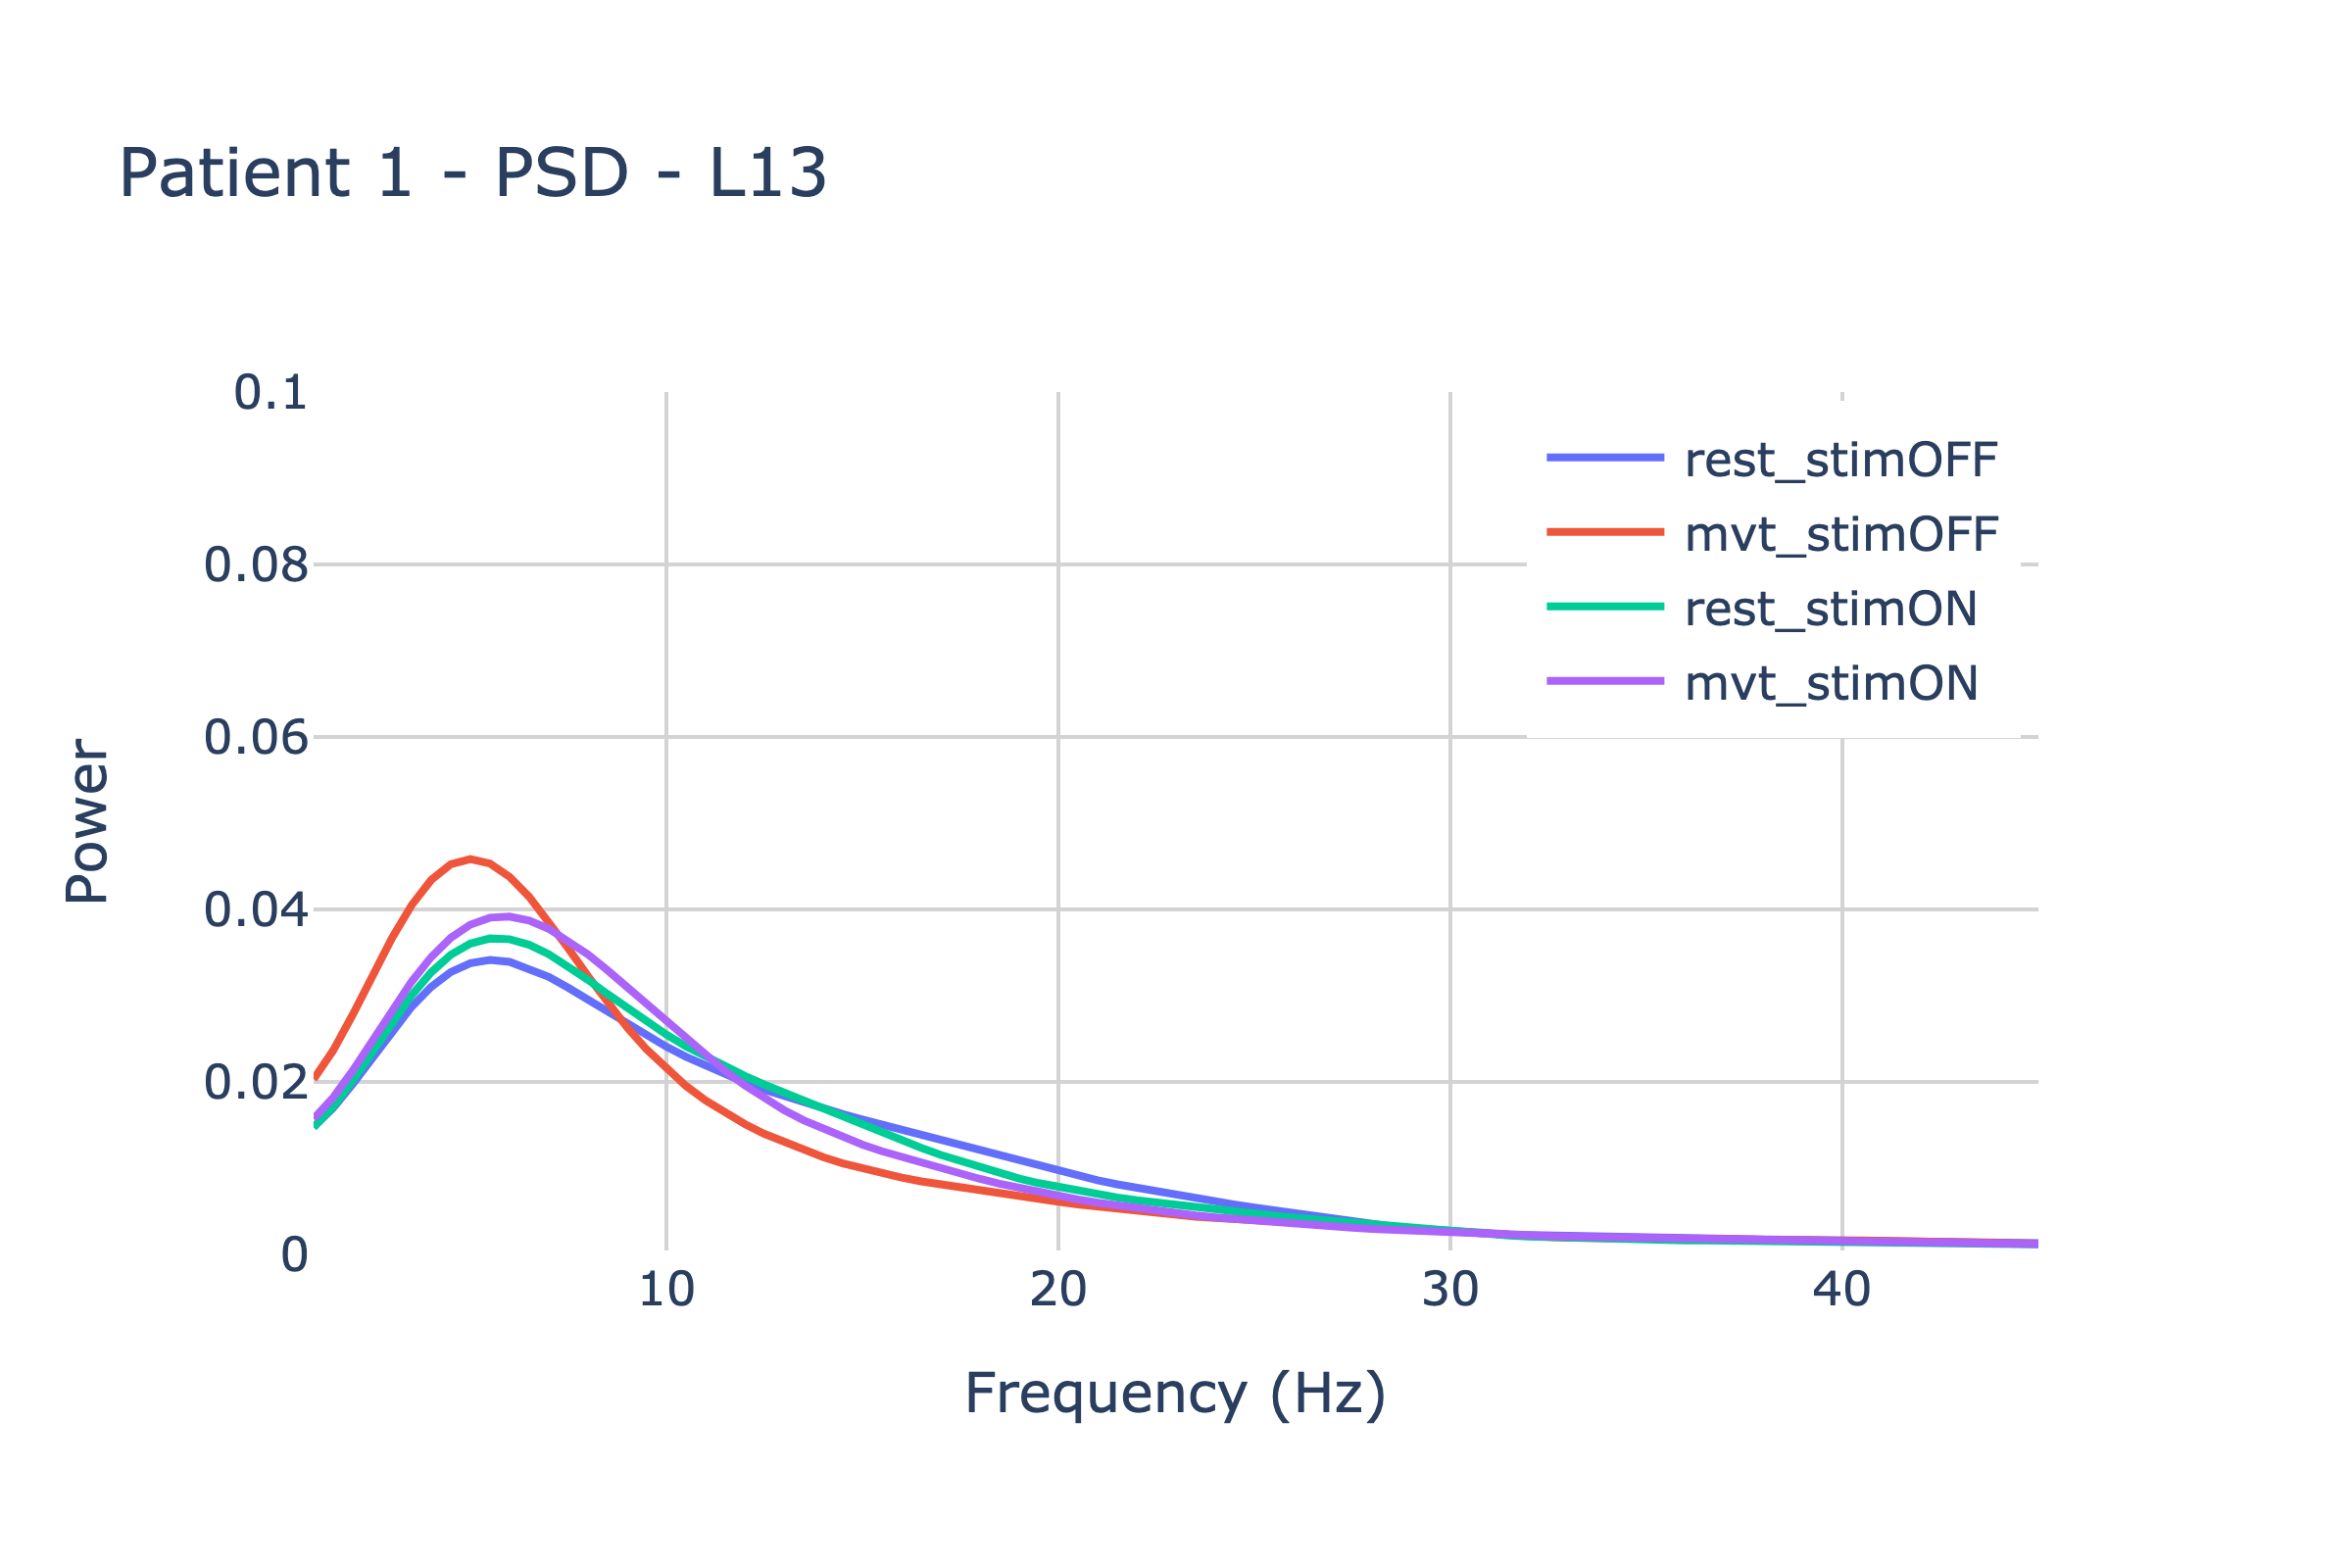 Patient 1 - PSD - L13
0.1
0.08
0.06
0.04
0.02
0
Power
rest_stimOFF
mvt_stimOFF
rest_stimON
mvt_stimON
10 20 30 40
Frequency (Hz)